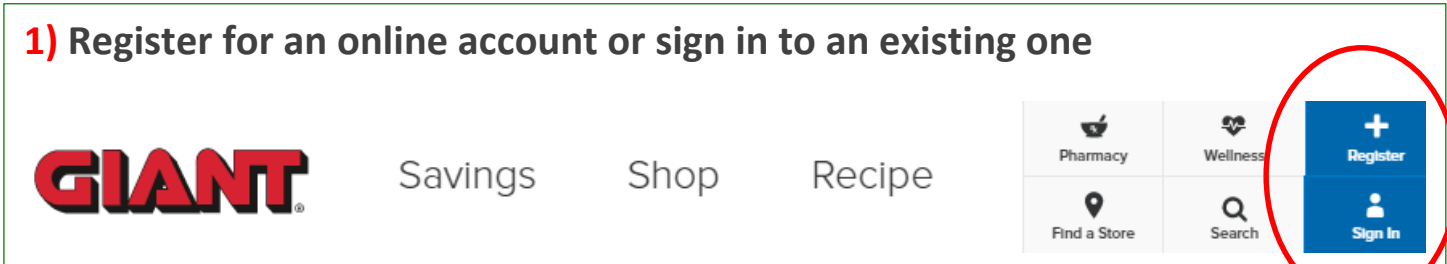 1) Register for an online account or sign in to an existing one
GIANT®
Savings Shop Recipe
Pharmacy Wellness Register
Find a Store Search Sign In